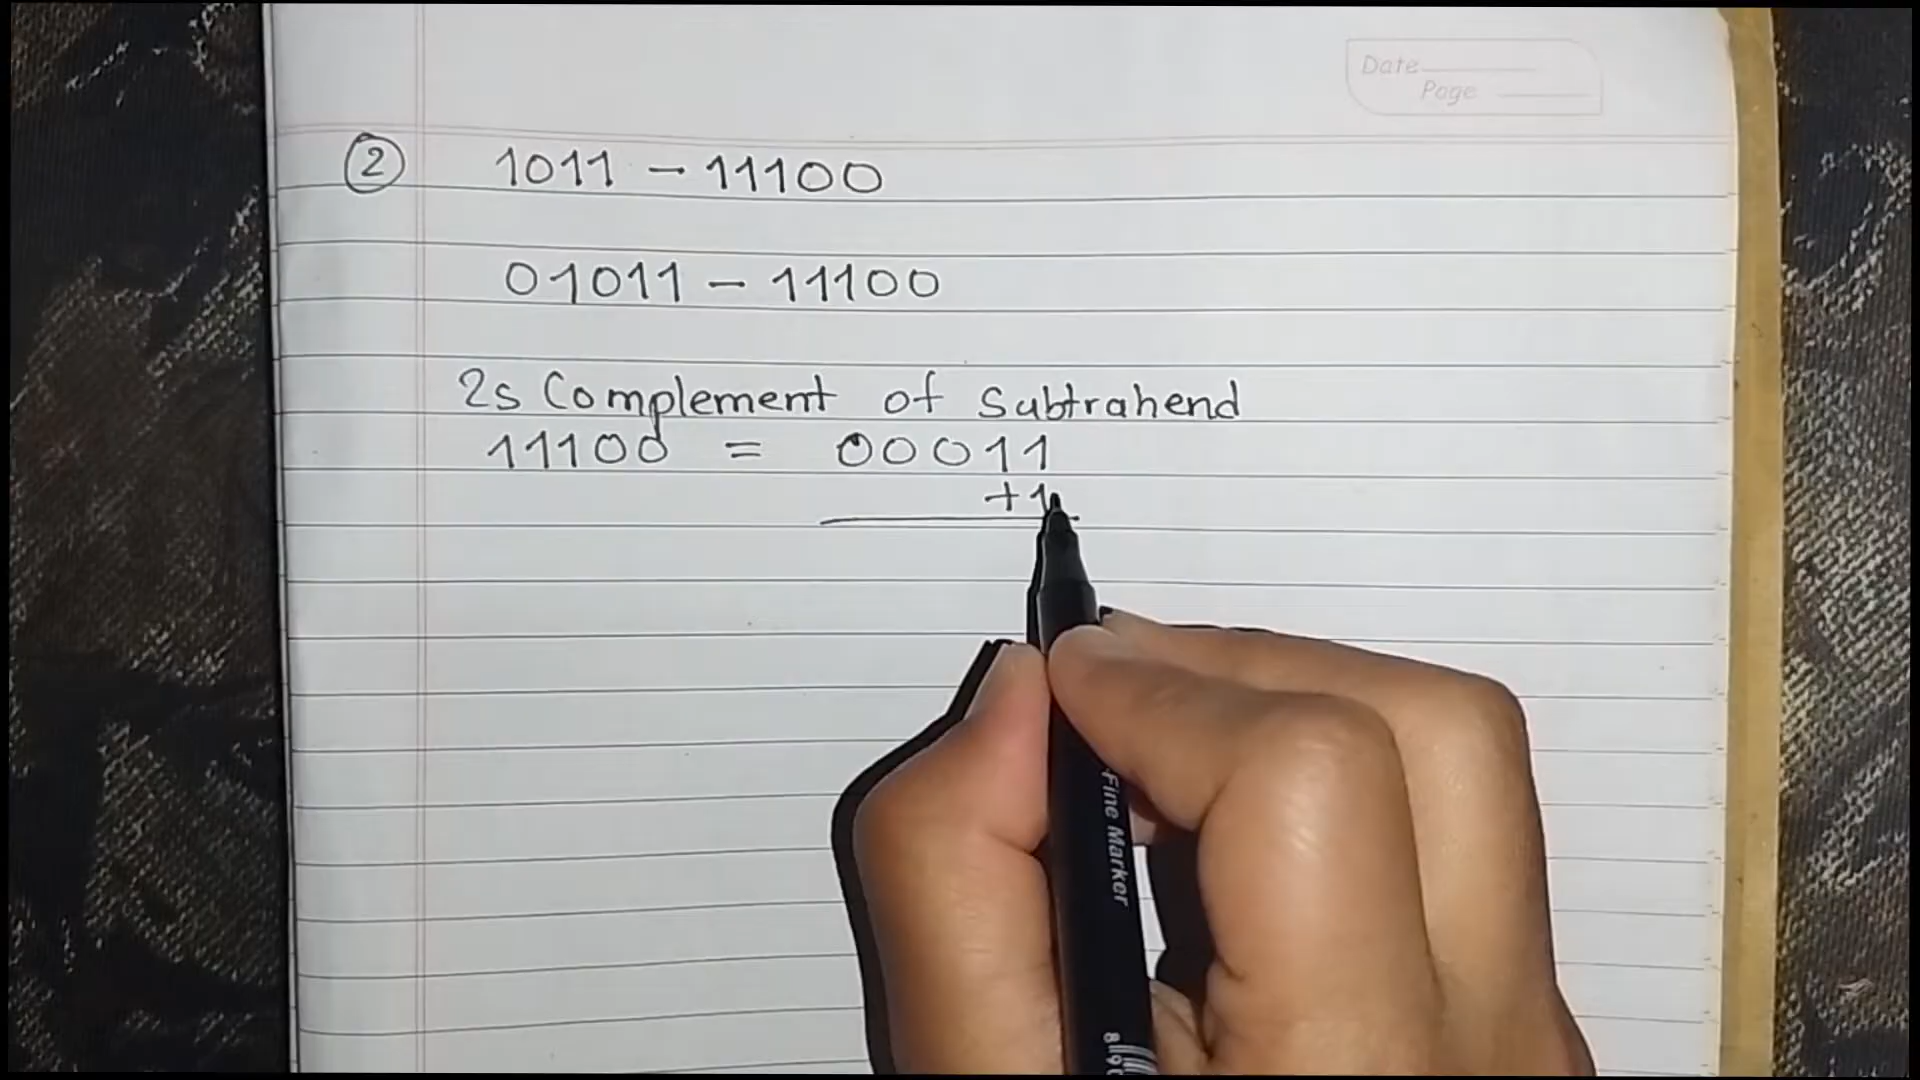 Date
Page
2 1011 - 11100
01011 - 11100
2s Complement of Subtrahend
11100 = 00011
+1
Fine Marker